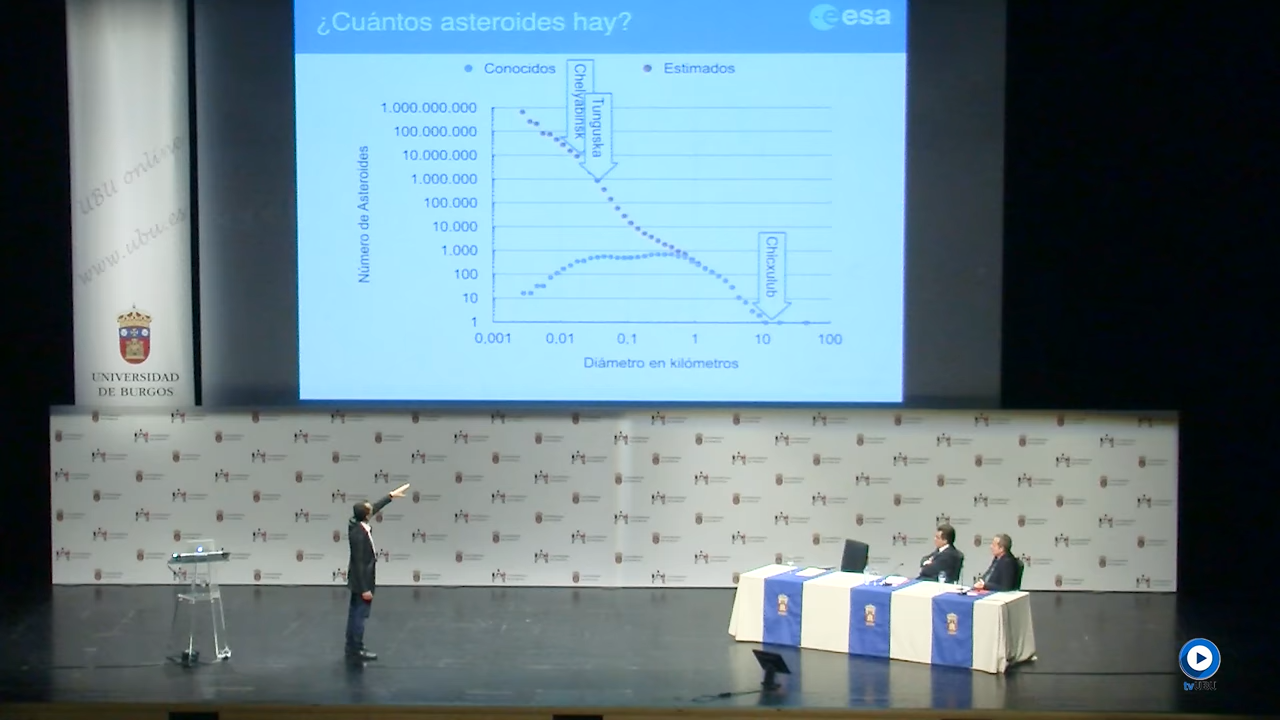 ¿Cuántos asteroides hay?
esa
Conocidos
Estimados
Chelyabinsk
Tunguska
Chicxulub
Número de Asteroides
1.000.000.000
100.000.000
10.000.000
1.000.000
100.000
10.000
1.000
100
10
1
0,001
0,01
0,1
1
10
100
Diámetro en kilómetros
UBU online
www.ubu.es
UNIVERSIDAD
DE BURGOS